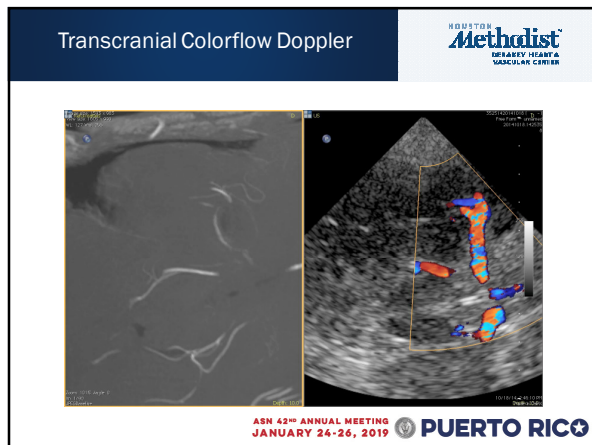 Transcranial Colorflow Doppler
HOUSTON
Methodist
DEBAKEY HEART &
VASCULAR CENTER
US
ASN 42ND ANNUAL MEETING
JANUARY 24-26, 2019
PUERTO RICO